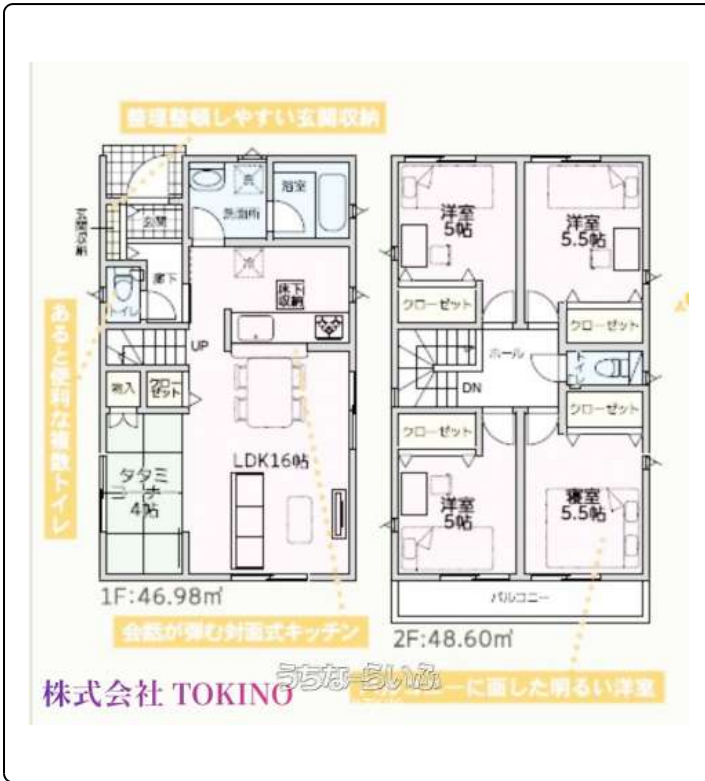 整理整頓しやすい玄関収納
玄関収納
玄関
洗面所
洗
浴室
廊下
冷
床下
収納
トイレ
UP
物入
クロー
ゼット
LDK16帖
タタミ
コーナー
4帖
あると便利な複数トイレ
1F:46.98㎡
会話が弾む対面式キッチン
洋室
5帖
洋室
5.5帖
クローゼット
クローゼット
ホール
トイレ
DN
クローゼット
クローゼット
洋室
5帖
寝室
5.5帖
バルコニー
2F:48.60㎡
ーに面した明るい洋室
うちなーらいふ
株式会社 TOKINO